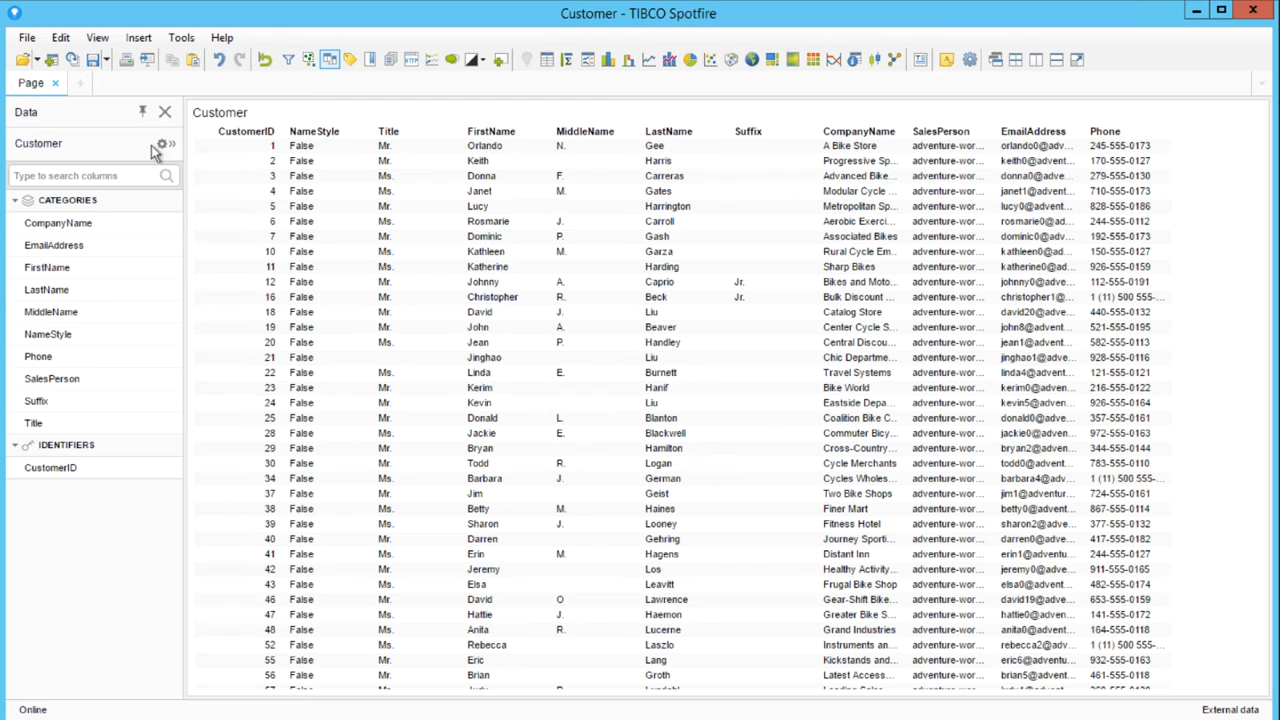 Customer - TIBCO Spotfire
File Edit View Insert Tools Help
Page
Data
Customer
Type to search columns
CATEGORIES
CompanyName
EmailAddress
FirstName
LastName
MiddleName
NameStyle
Phone
SalesPerson
Suffix
Title
IDENTIFIERS
CustomerID
Customer
CustomerID NameStyle Title FirstName MiddleName LastName Suffix CompanyName SalesPerson EmailAddress Phone
1 False Mr. Orlando N. Gee A Bike Store adventure-wor... orlando0@adv... 245-555-0173
2 False Mr. Keith Harris Progressive Sp... adventure-wor... keith0@advent... 170-555-0127
3 False Ms. Donna F. Carreras Advanced Bike... adventure-wor... donna0@adve... 279-555-0130
4 False Ms. Janet M. Gates Modular Cycle ... adventure-wor... janet1@advent... 710-555-0173
5 False Mr. Lucy Harrington Metropolitan Sp... adventure-wor... lucy0@advent... 828-555-0186
6 False Ms. Rosmarie J. Carroll Aerobic Exerci... adventure-wor... rosmarie0@ad... 244-555-0112
7 False Mr. Dominic P. Gash Associated Bikes adventure-wor... dominic0@adv... 192-555-0173
10 False Ms. Kathleen M. Garza Rural Cycle Em... adventure-wor... kathleen0@ad... 150-555-0127
11 False Ms. Katherine Harding Sharp Bikes adventure-wor... katherine0@ad... 926-555-0159
12 False Mr. Johnny A. Caprio Jr. Bikes and Moto... adventure-wor... johnny0@adve... 112-555-0191
16 False Mr. Christopher R. Beck Jr. Bulk Discount ... adventure-wor... christopher1@... 1 (11) 500 555-...
18 False Mr. David J. Liu Catalog Store adventure-wor... david20@adve... 440-555-0132
19 False Mr. John A. Beaver Center Cycle S... adventure-wor... john8@advent... 521-555-0195
20 False Ms. Jean P. Handley Central Discou... adventure-wor... jean1@advent... 582-555-0113
21 False Jinghao Liu Chic Departme... adventure-wor... jinghao1@adv... 928-555-0116
22 False Ms. Linda E. Burnett Travel Systems adventure-wor... linda4@advent... 121-555-0121
23 False Mr. Kerim Hanif Bike World adventure-wor... kerim0@adven... 216-555-0122
24 False Mr. Kevin Liu Eastside Depa... adventure-wor... kevin5@adven... 926-555-0164
25 False Mr. Donald L. Blanton Coalition Bike C... adventure-wor... donald0@adve... 357-555-0161
28 False Ms. Jackie E. Blackwell Commuter Bicy... adventure-wor... jackie0@adven... 972-555-0163
29 False Mr. Bryan Hamilton Cross-Country... adventure-wor... bryan2@adven... 344-555-0144
30 False Mr. Todd R. Logan Cycle Merchants adventure-wor... todd0@advent... 783-555-0110
34 False Ms. Barbara J. German Cycles Wholes... adventure-wor... barbara4@adv... 1 (11) 500 555-...
37 False Mr. Jim Geist Two Bike Shops adventure-wor... jim1@adventur... 724-555-0161
38 False Ms. Betty M. Haines Finer Mart adventure-wor... betty0@advent... 867-555-0114
39 False Ms. Sharon J. Looney Fitness Hotel adventure-wor... sharon2@adve... 377-555-0132
40 False Mr. Darren Gehring Journey Sporti... adventure-wor... darren0@adve... 417-555-0182
41 False Ms. Erin M. Hagens Distant Inn adventure-wor... erin1@adventu... 244-555-0127
42 False Mr. Jeremy Los Healthy Activity... adventure-wor... jeremy0@adve... 911-555-0165
43 False Ms. Elsa Leavitt Frugal Bike Shop adventure-wor... elsa0@advent... 482-555-0174
46 False Mr. David O Lawrence Gear-Shift Bike... adventure-wor... david19@adve... 653-555-0159
47 False Ms. Hattie J. Haemon Greater Bike S... adventure-wor... hattie0@advent... 141-555-0172
48 False Ms. Anita R. Lucerne Grand Industries adventure-wor... anita0@advent... 164-555-0118
52 False Ms. Rebecca Laszlo Instruments an... adventure-wor... rebecca2@adv... 1 (11) 500 555-...
55 False Mr. Eric Lang Kickstands and... adventure-wor... eric6@advent... 932-555-0163
56 False Mr. Brian Groth Latest Access... adventure-wor... brian5@advent... 461-555-0118
Online External data